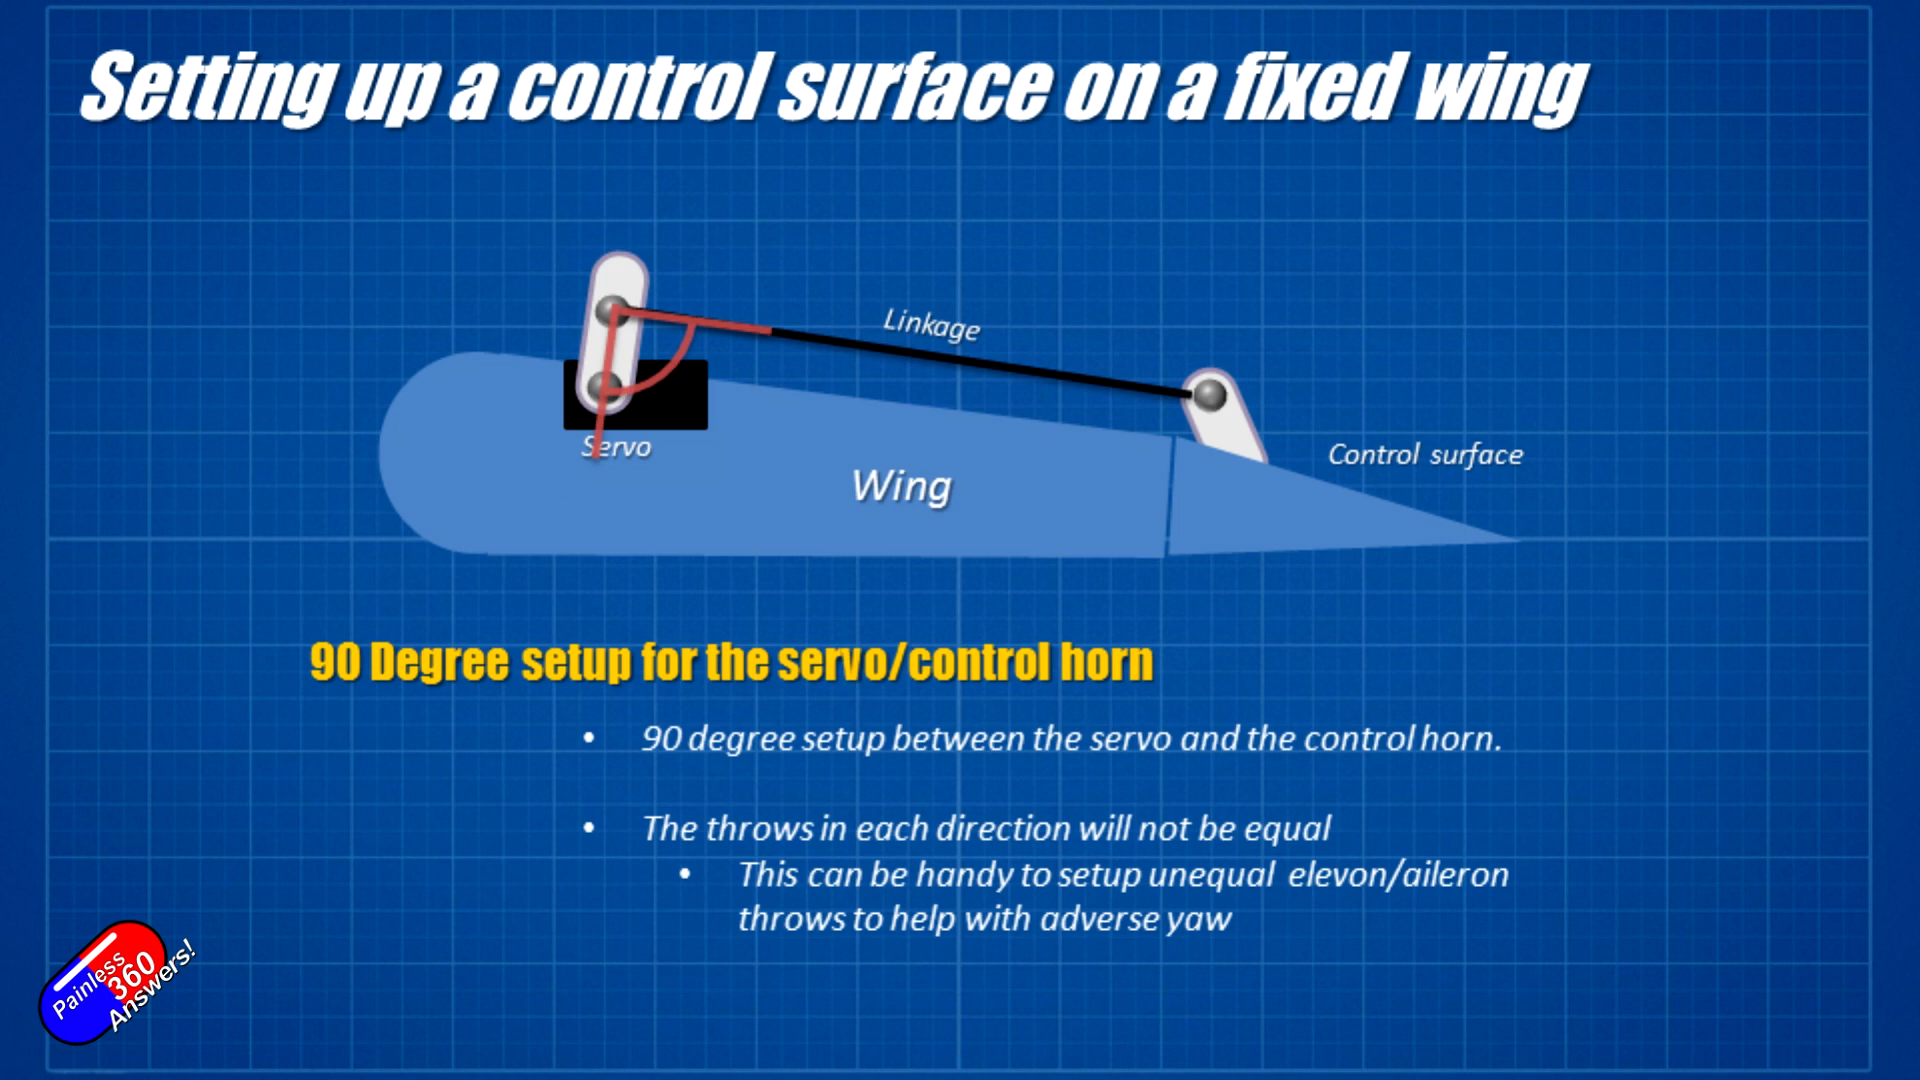 Setting up a control surface on a fixed wing
Linkage
Servo
Control surface
Wing
90 Degree setup for the servo/control horn
• 90 degree setup between the servo and the control horn.
• The throws in each direction will not be equal
• This can be handy to setup unequal elevon/aileron
throws to help with adverse yaw
Painless
360
Answers!